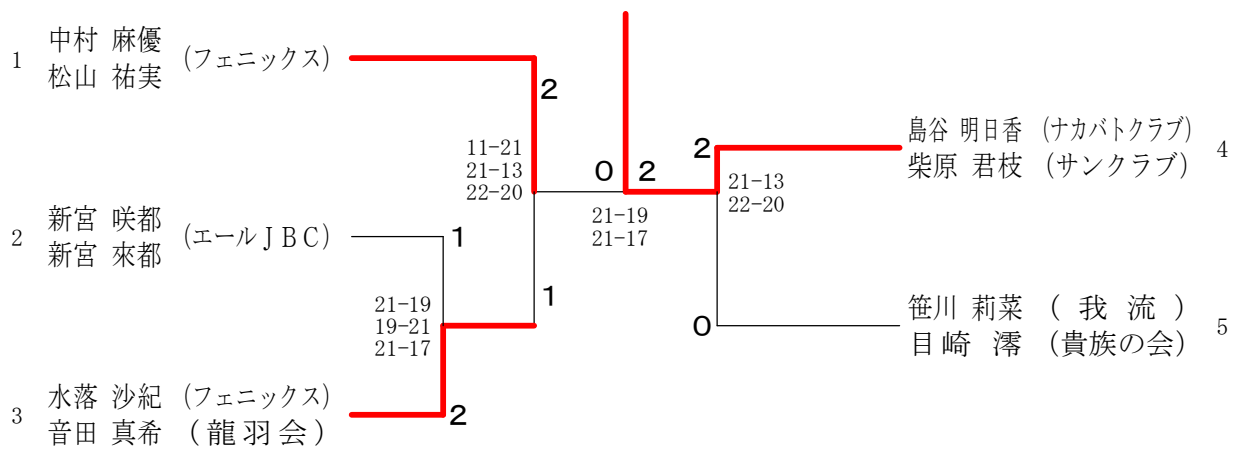 1 中村 麻優 (フェニックス)
松山 祐実
2
11-21
21-13
22-20
0 2
2
島谷 明日香 (ナカバトクラブ) 4
柴原 君枝 (サンクラブ)
21-13
22-20
21-19
21-17
2 新宮 咲都 (エールJBC)
新宮 來都
1
21-19
19-21
21-17
1
0
笹川 莉菜 (我流) 5
目崎 澪 (貴族の会)
3 水落 沙紀 (フェニックス)
音田 真希 (龍羽会)
2